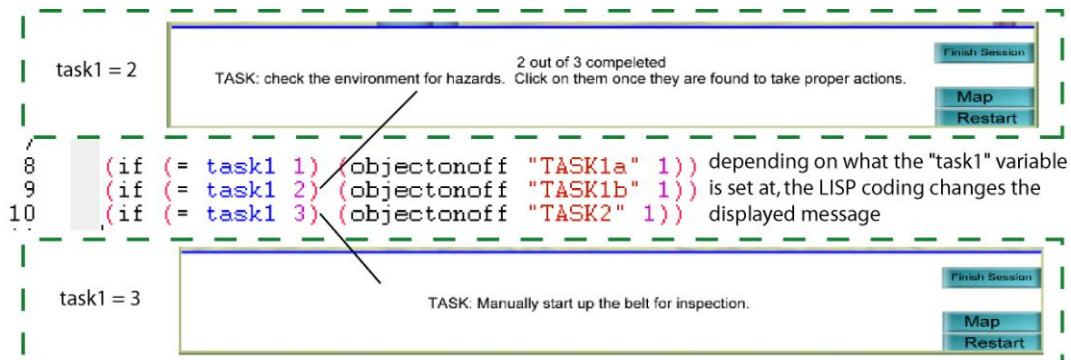 Finish Session
2 out of 3 compeleted
task1 = 2
TASK: check the environment for hazards. Click on them once they are found to take proper actions.
Map
Restart
8 (if (= task1 1) (objectonoff "TASK1a" 1)) depending on what the "task1" variable
9 (if (= task1 2) (objectonoff "TASK1b" 1)) is set at, the LISP coding changes the
10 (if (= task1 3) (objectonoff "TASK2" 1)) displayed message
Finish Session
task1 = 3
TASK: Manually start up the belt for inspection.
Map
Restart